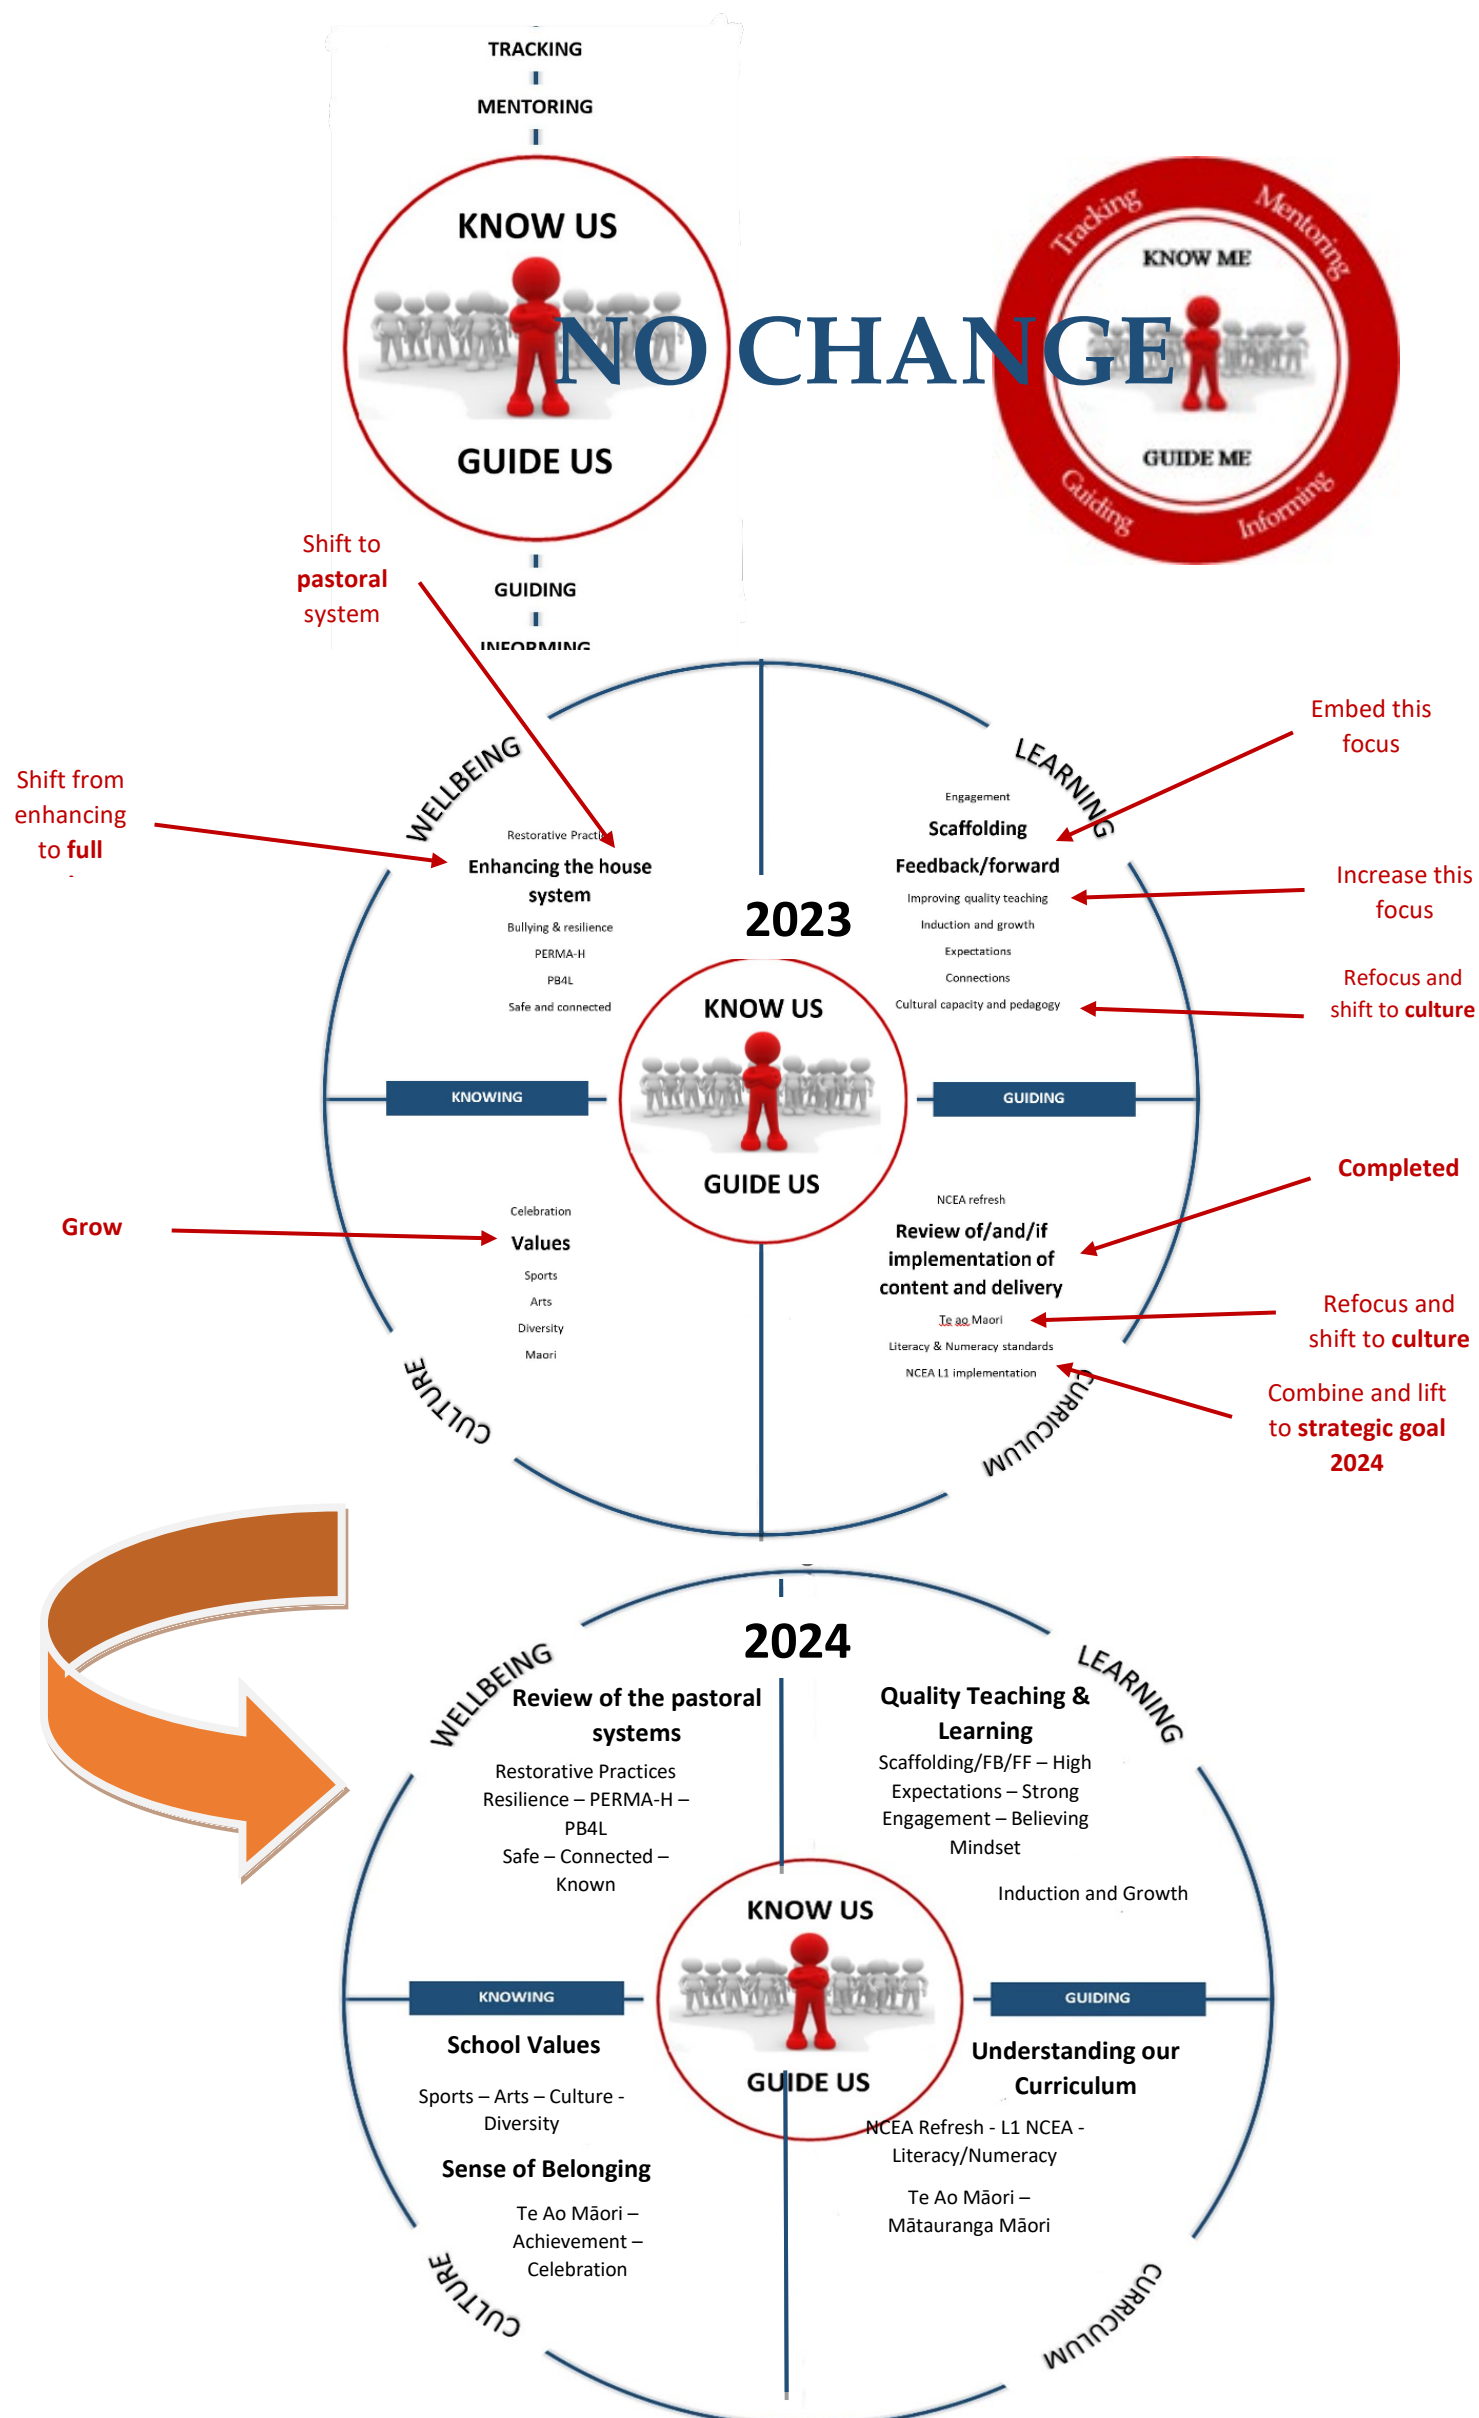 TRACKING
MENTORING
KNOW US
GUIDE US
GUIDING
INFORMING
NO CHANGE
Tracking
Mentoring
KNOW ME
GUIDE ME
Guiding
Informing
Shift to
pastoral
system
Shift from
enhancing
to full
Embed this
focus
Increase this
focus
Refocus and
shift to culture
Completed
Refocus and
shift to culture
Combine and lift
to strategic goal
2024
Grow
2023
WELLBEING
Restorative Practic
Enhancing the house
system
Bullying & resilience
PERMA-H
PB4L
Safe and connected
LEARNING
Engagement
Scaffolding
Feedback/forward
Improving quality teaching
Induction and growth
Expectations
Connections
Cultural capacity and pedagogy
KNOWING
KNOW US
GUIDE US
GUIDING
Celebration
Values
Sports
Arts
Diversity
Maori
CULTURE
NCEA refresh
Review of/and/if
implementation of
content and delivery
Te ao Maori
Literacy & Numeracy standards
NCEA L1 implementation
CURRICULUM
2024
WELLBEING
Review of the pastoral
systems
Restorative Practices
Resilience – PERMA-H –
PB4L
Safe – Connected –
Known
LEARNING
Quality Teaching &
Learning
Scaffolding/FB/FF – High
Expectations – Strong
Engagement – Believing
Mindset
Induction and Growth
KNOWING
KNOW US
GUIDE US
GUIDING
School Values
Sports – Arts – Culture -
Diversity
Sense of Belonging
Te Ao Māori –
Achievement –
Celebration
CULTURE
Understanding our
Curriculum
NCEA Refresh - L1 NCEA -
Literacy/Numeracy
Te Ao Māori –
Mātauranga Māori
CURRICULUM